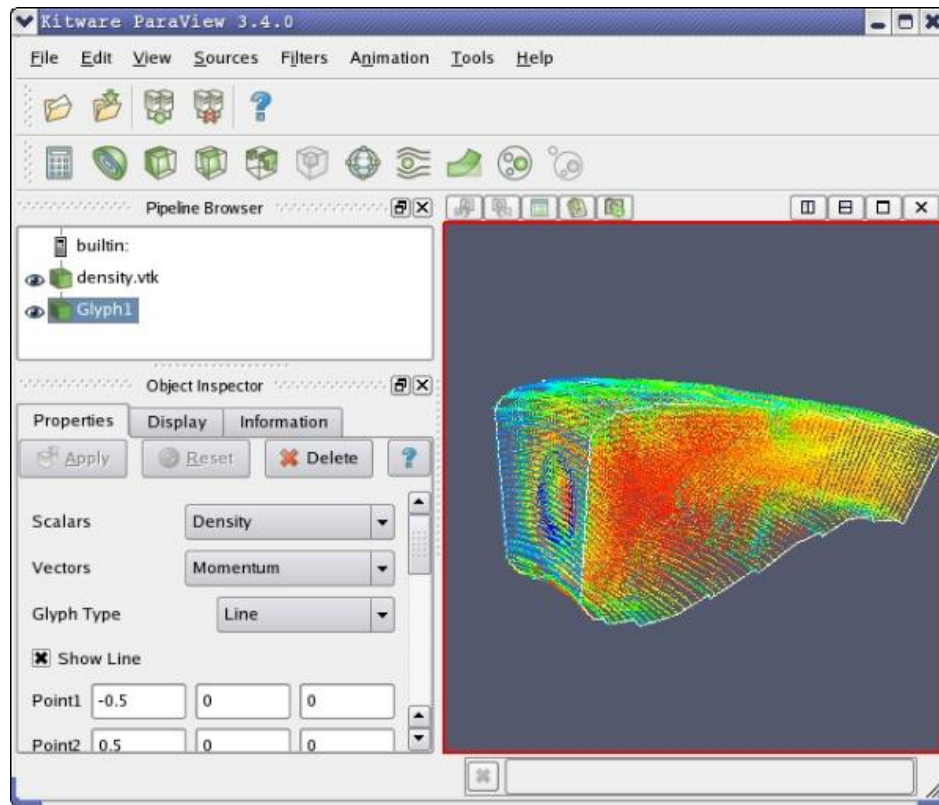 Kitware ParaView 3.4.0
File Edit View Sources Filters Animation Tools Help
?
Pipeline Browser
builtin:
density.vtk
Glyph1
Object Inspector
Properties Display Information
Apply Reset Delete ?
Scalars Density
Vectors Momentum
Glyph Type Line
Show Line
Point1 -0.5 0 0
Point2 0.5 0 0